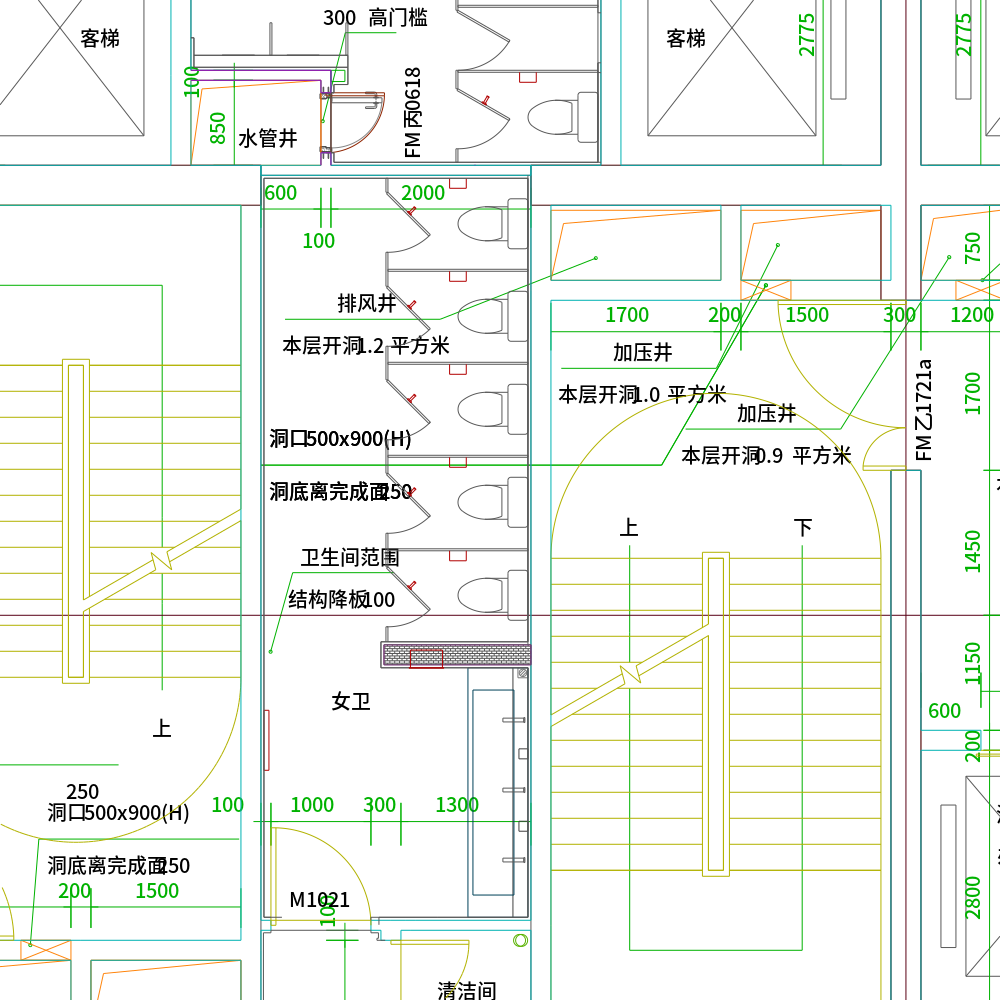 300 高门槛
客梯
客梯
2775
2775
100
850
水管井
FM丙0618
600
2000
100
750
排风井
本层开洞1.2 平方米
1700
200
1500
300
1200
加压井
本层开洞1.0 平方米
加压井
本层开洞0.9 平方米
FM乙1721a
1700
洞口500x900(H)
洞底离完成面250
上
下
1450
卫生间范围
结构降板100
1150
女卫
600
上
200
250
洞口500x900(H)
100
1000
300
1300
洞底离完成面250
200
1500
M1021
100
2800
清洁间